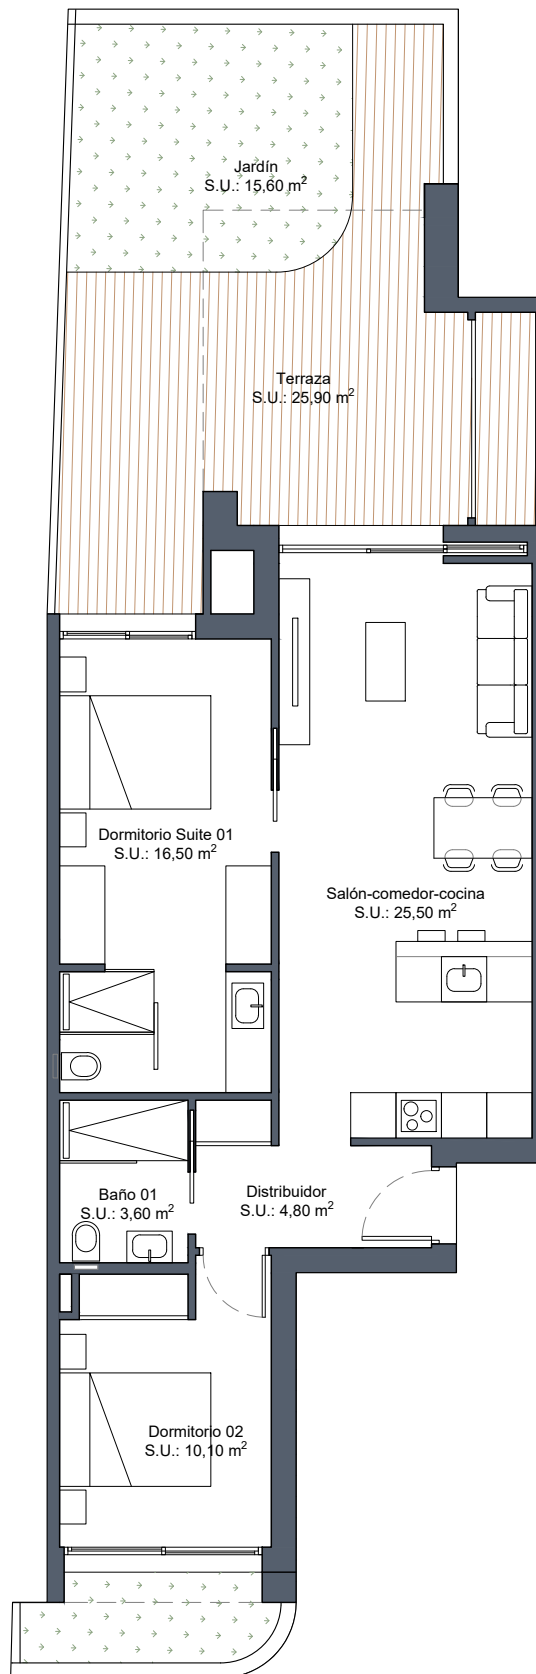 Jardín
S.U.: 15,60 m²
Terraza
S.U.: 25,90 m²
Dormitorio Suite 01
S.U.: 16,50 m²
Salón-comedor-cocina
S.U.: 25,50 m²
Baño 01
S.U.: 3,60 m²
Distribuidor
S.U.: 4,80 m²
Dormitorio 02
S.U.: 10,10 m²